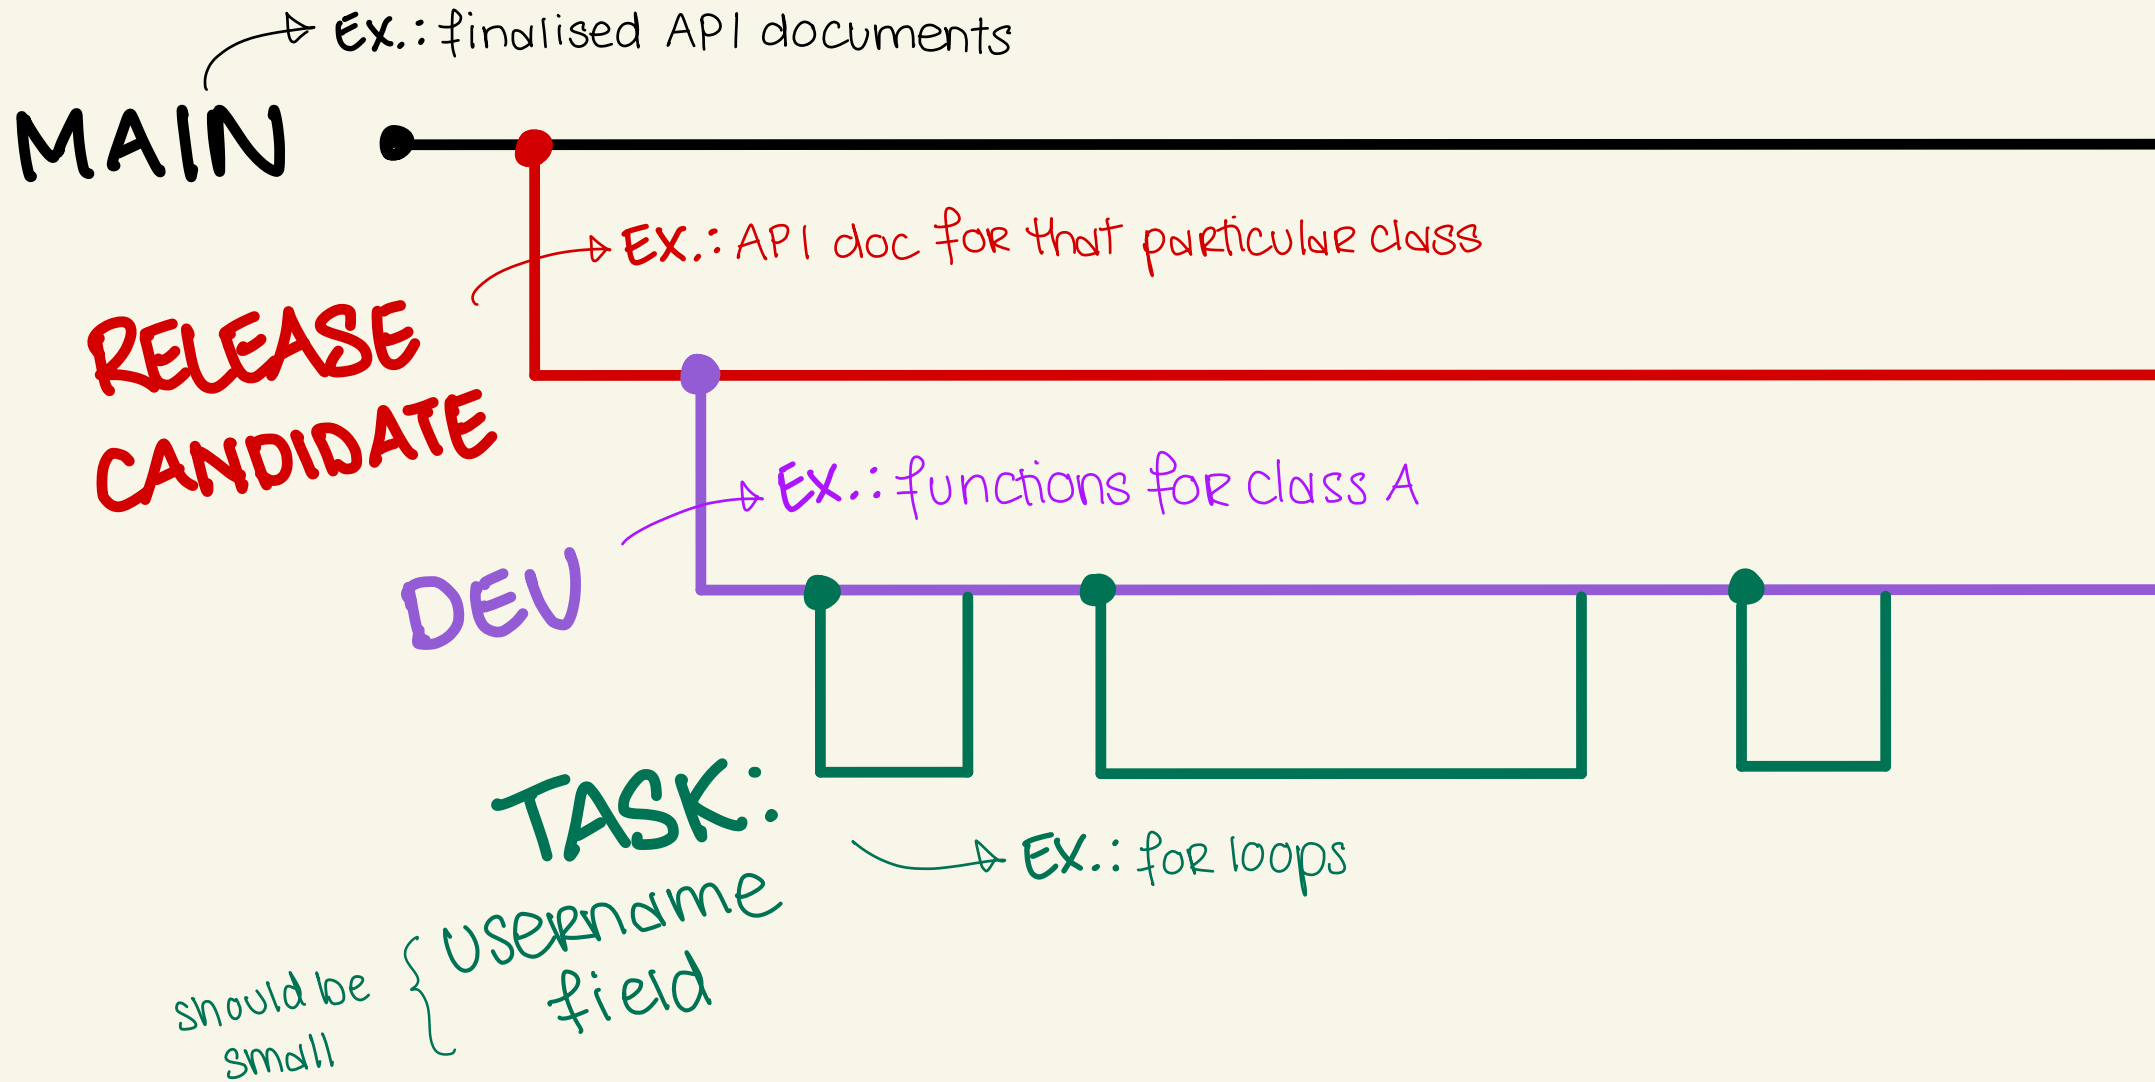 EX.: finalised API documents
MAIN
EX.: API doc for that particular class
RELEASE
CANDIDATE
EX.: functions for class A
DEV
TASK:
EX.: for loops
username
field
should be
small